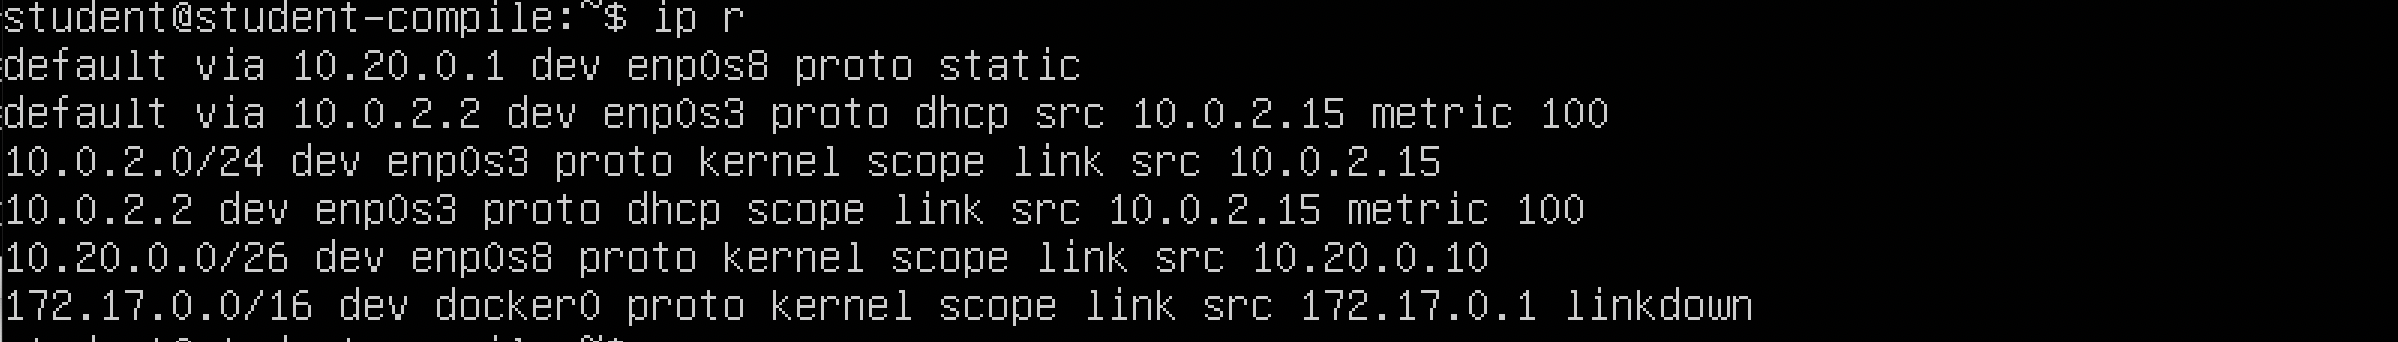 student@student-compile:~$ ip r
default via 10.20.0.1 dev enp0s8 proto static
default via 10.0.2.2 dev enp0s3 proto dhcp src 10.0.2.15 metric 100
10.0.2.0/24 dev enp0s3 proto kernel scope link src 10.0.2.15
10.0.2.2 dev enp0s3 proto dhcp scope link src 10.0.2.15 metric 100
10.20.0.0/26 dev enp0s8 proto kernel scope link src 10.20.0.10
172.17.0.0/16 dev docker0 proto kernel scope link src 172.17.0.1 linkdown